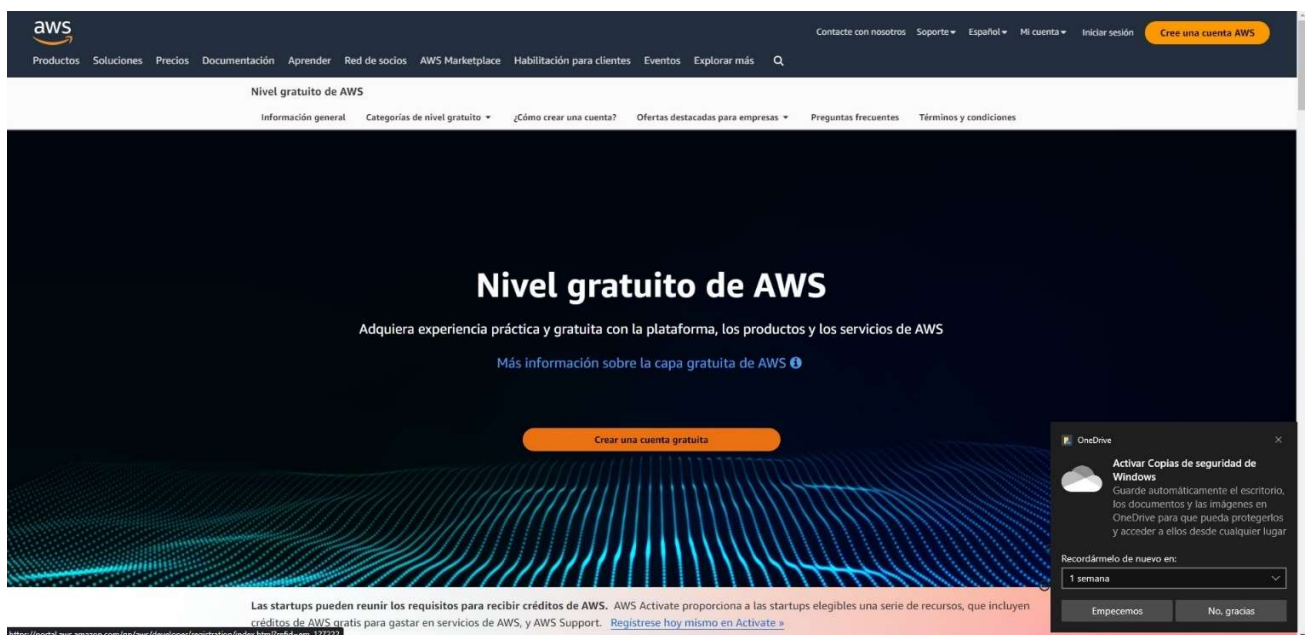 aws
Contacte con nosotros Soporte Español Mi cuenta Iniciar sesión Cree una cuenta AWS
Productos Soluciones Precios Documentación Aprender Red de socios AWS Marketplace Habilitación para clientes Eventos Explorar más
Nivel gratuito de AWS
Información general Categorías de nivel gratuito ¿Cómo crear una cuenta? Ofertas destacadas para empresas Preguntas frecuentes Términos y condiciones
Nivel gratuito de AWS
Adquiera experiencia práctica y gratuita con la plataforma, los productos y los servicios de AWS
Más información sobre la capa gratuita de AWS
Crear una cuenta gratuita
OneDrive
Activar Copias de seguridad de
Windows
Guarde automáticamente el escritorio,
los documentos y las imágenes en
OneDrive para que pueda protegerlos
y acceder a ellos desde cualquier lugar
Recordármelo de nuevo en:
1 semana
Empecemos No, gracias
Las startups pueden reunir los requisitos para recibir créditos de AWS. AWS Activate proporciona a las startups elegibles una serie de recursos, que incluyen
créditos de AWS gratis para gastar en servicios de AWS, y AWS Support. Regístrese hoy mismo en Activate »